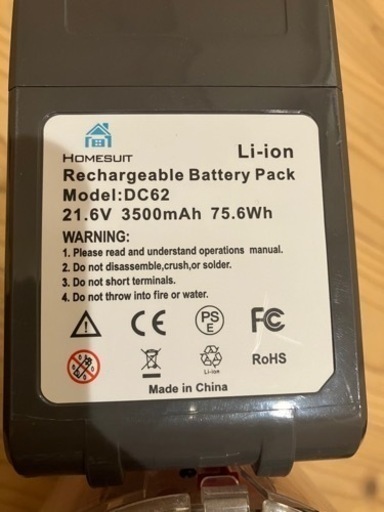 HOMESUIT
Li-ion
Rechargeable Battery Pack
Model:DC62
21.6V 3500mAh 75.6Wh
WARNING:
1. Please read and understand operations manual.
2. Do not disassemble,crush,or solder.
3. Do not short terminals.
4. Do not throw into fire or water.
CE PS E FC
Li-ion RoHS
Made in China